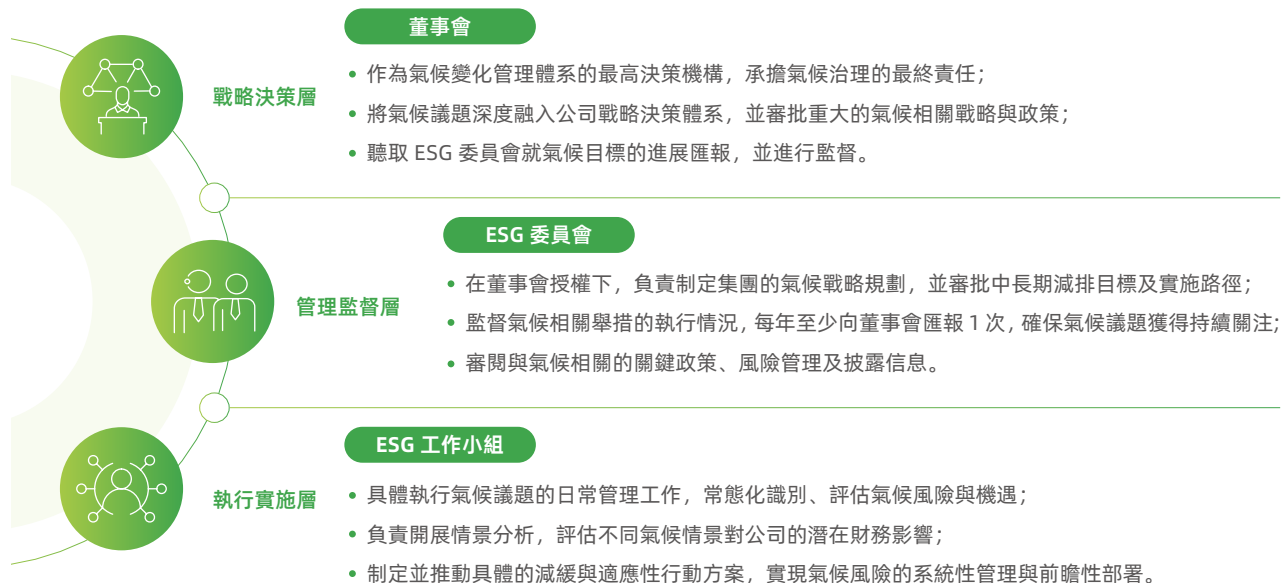 董事會
戰略決策層
作為氣候變化管理體系的最高決策機構，承擔氣候治理的最終責任；
將氣候議題深度融入公司戰略決策體系，並審批重大的氣候相關戰略與政策；
聽取 ESG 委員會就氣候目標的進展匯報，並進行監督。
ESG 委員會
管理監督層
在董事會授權下，負責制定集團的氣候戰略規劃，並審批中長期減排目標及實施路徑；
監督氣候相關舉措的執行情況，每年至少向董事會匯報 1 次，確保氣候議題獲得持續關注；
審閱與氣候相關的關鍵政策、風險管理及披露信息。
ESG 工作小組
執行實施層
具體執行氣候議題的日常管理工作，常態化識別、評估氣候風險與機遇；
負責開展情景分析，評估不同氣候情景對公司的潛在財務影響；
制定並推動具體的減緩與適應性行動方案，實現氣候風險的系統性管理與前瞻性部署。